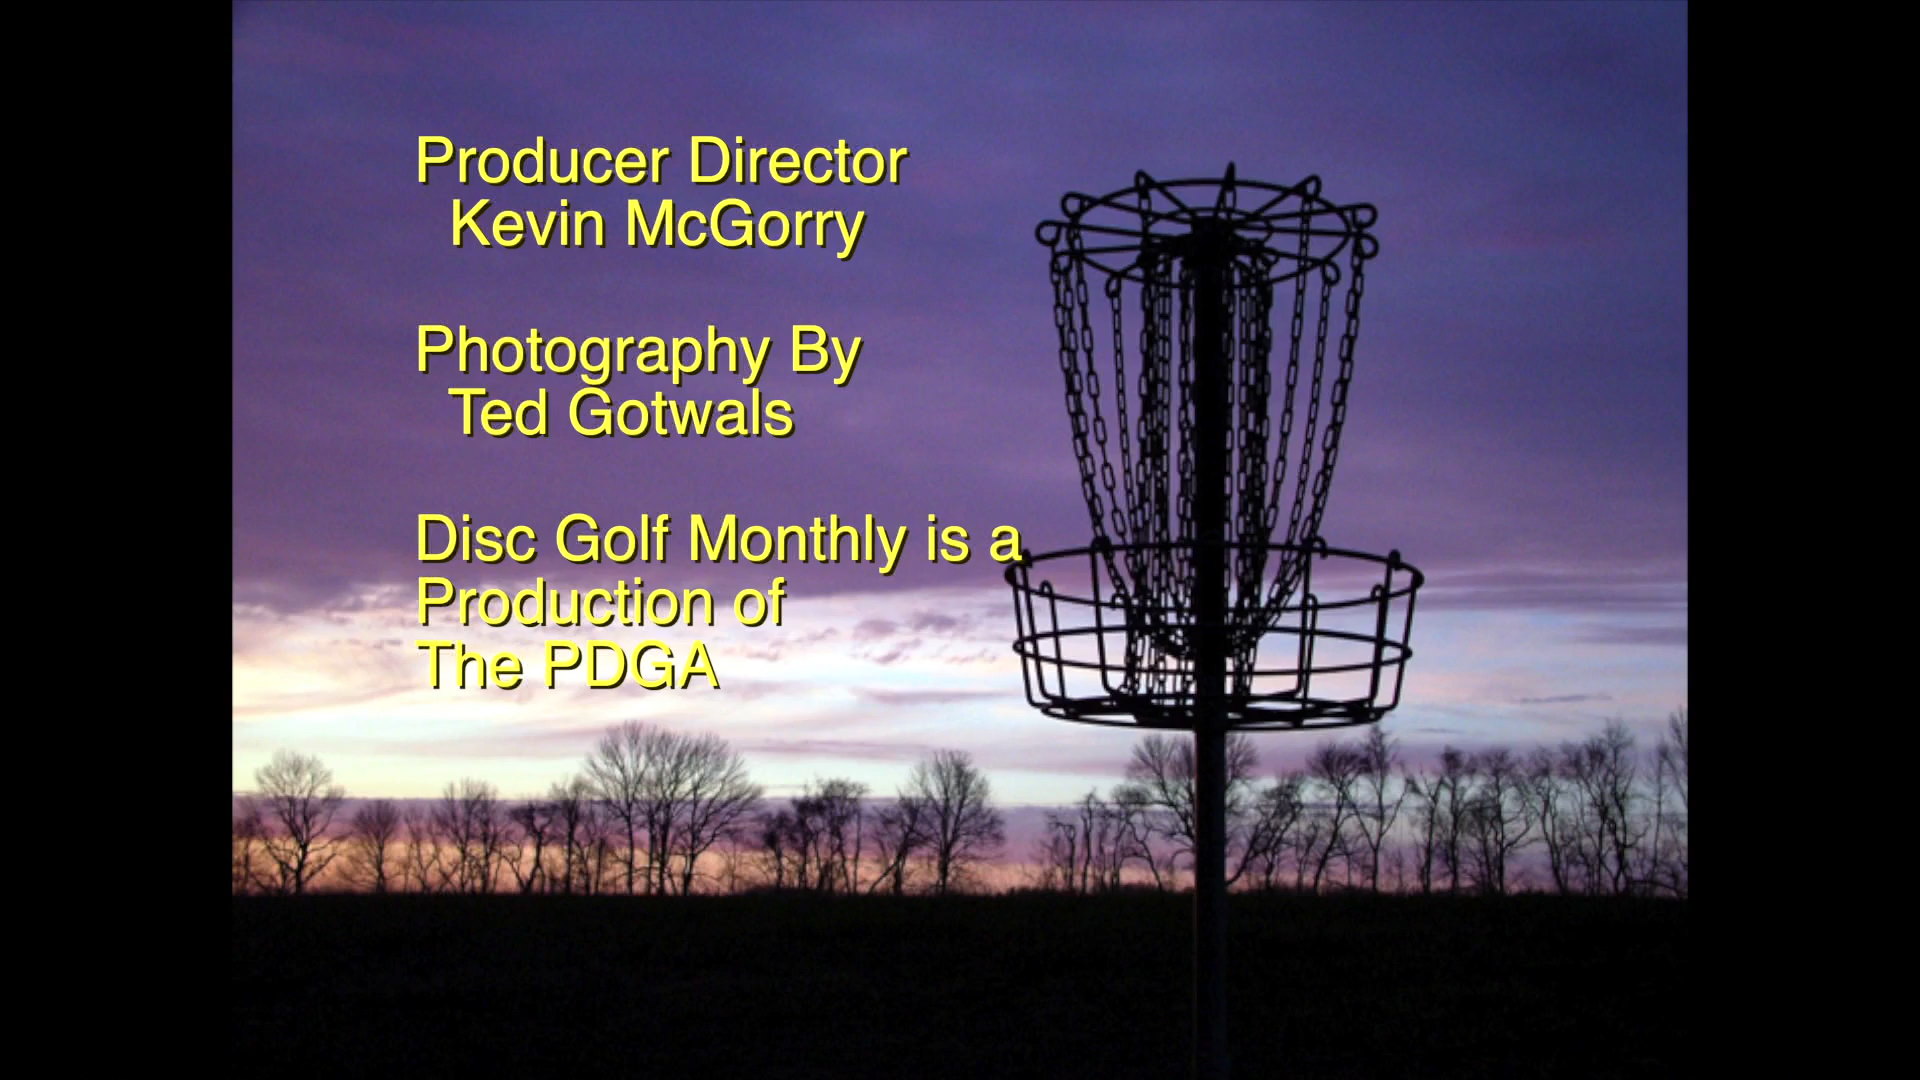 Producer Director
Kevin McGorry
Photography By
Ted Gotwals
Disc Golf Monthly is a
Production of
The PDGA